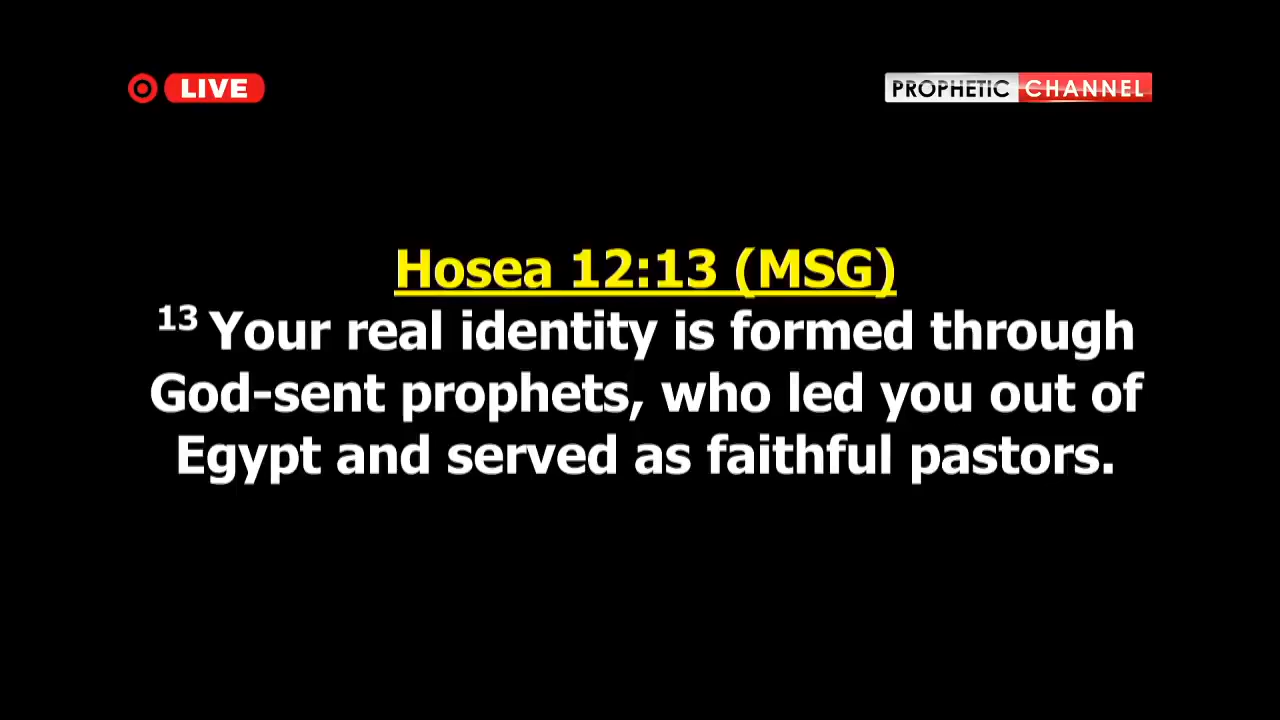 LIVE
PROPHETIC CHANNEL
Hosea 12:13 (MSG)
13 Your real identity is formed through
God-sent prophets, who led you out of
Egypt and served as faithful pastors.